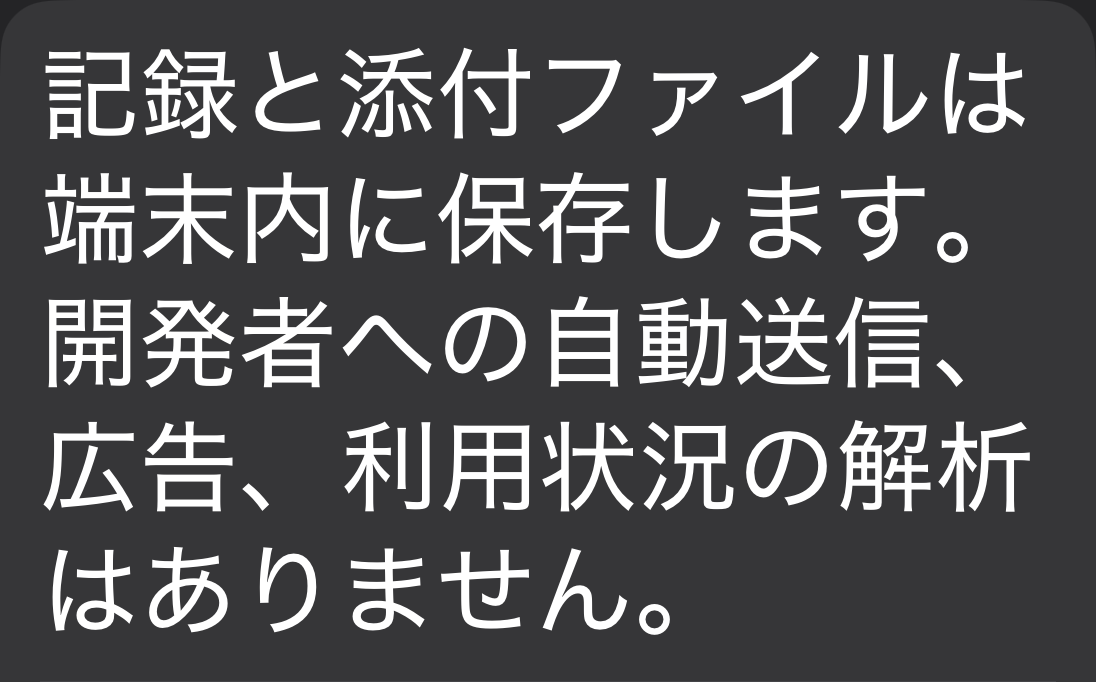 記録と添付ファイルは
端末内に保存します。
開発者への自動送信、
広告、利用状況の解析
はありません。